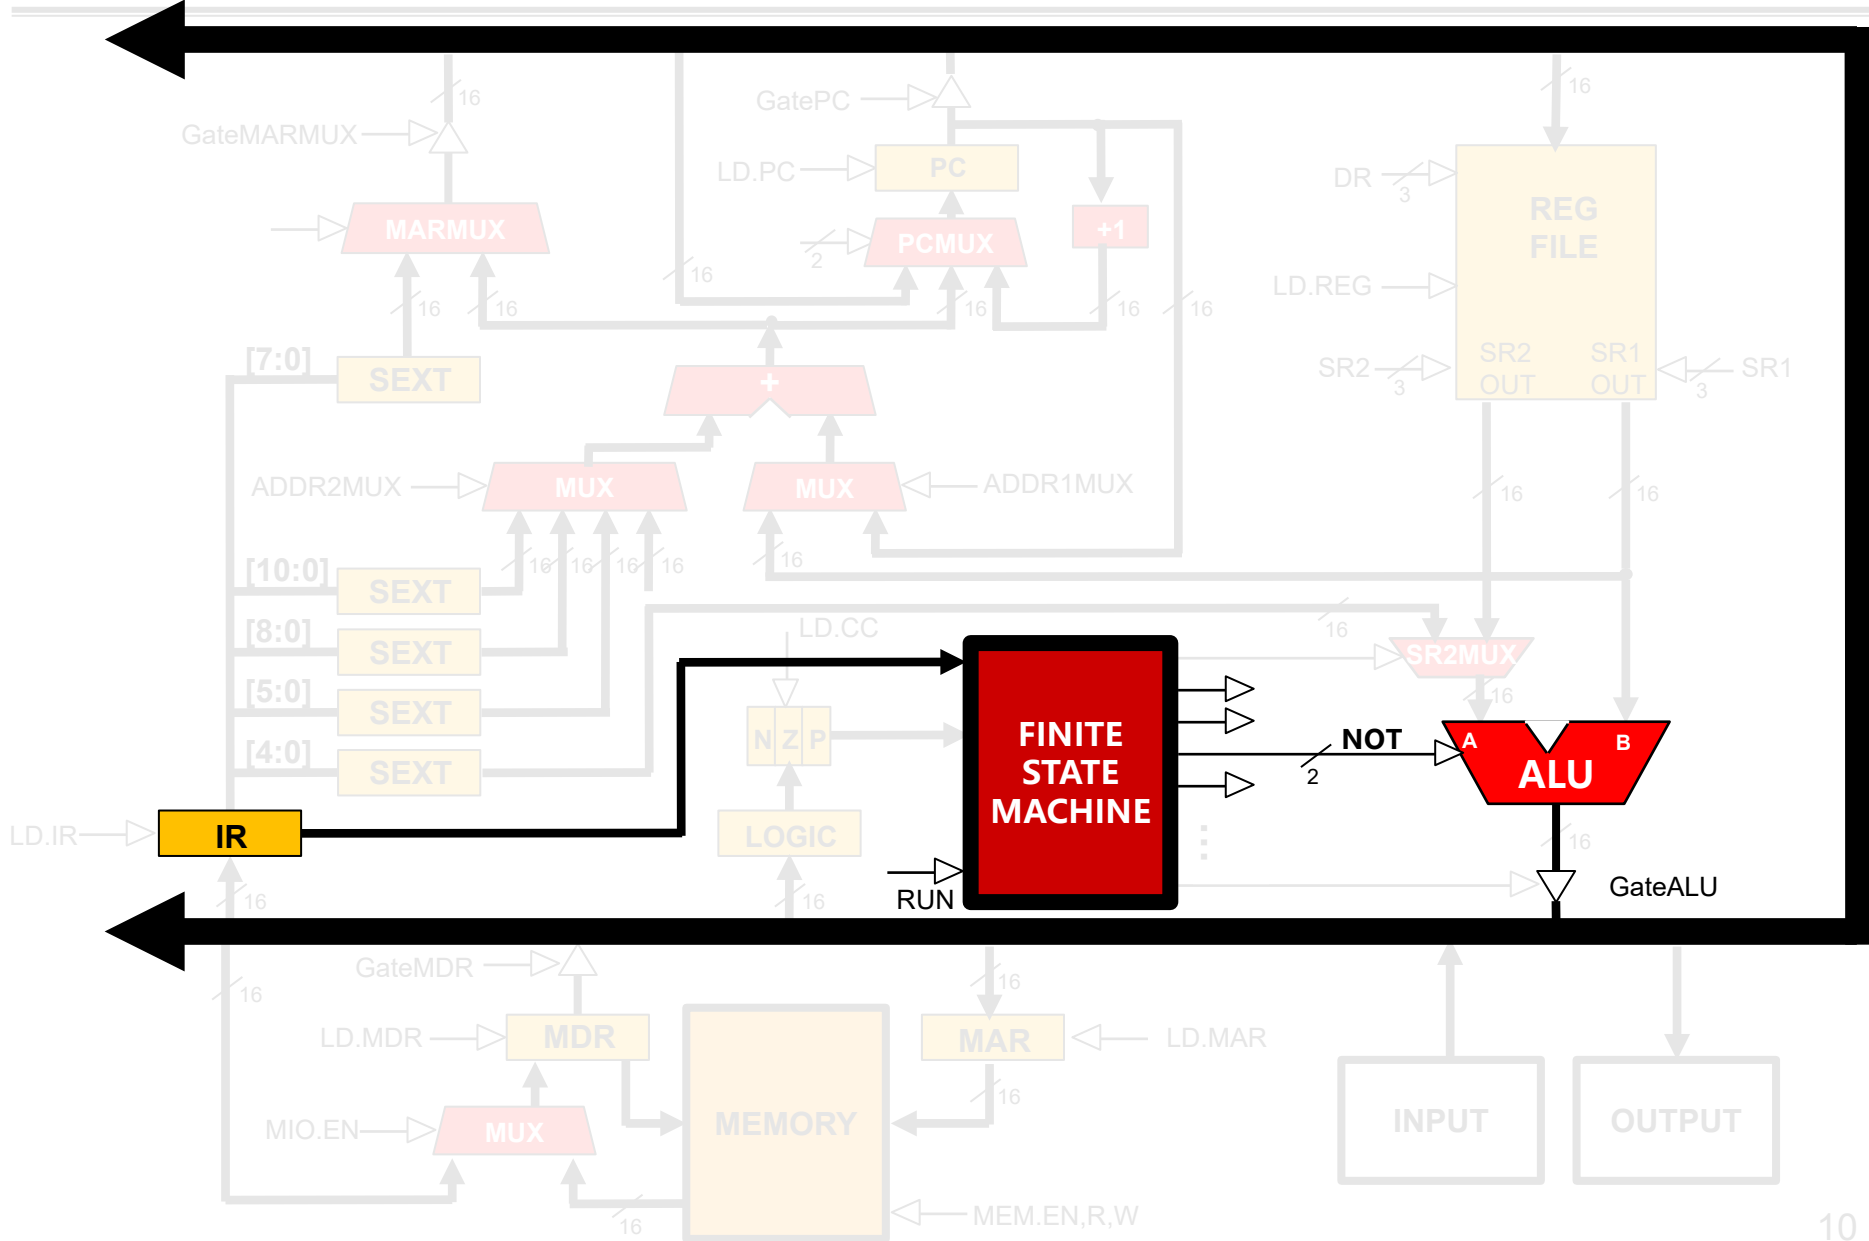 16
GatePC
16
GateMARMUX
LD.PC
PC
DR
3
REG
FILE
MARMUX
2
PCMUX
+1
16
LD.REG
16
16
16
16
16
[7:0]
SEXT
+
SR2
3
SR2
OUT
SR1
OUT
3
SR1
ADDR2MUX
MUX
MUX
ADDR1MUX
16
16
16
16
16
16
16
[10:0]
SEXT
LD.CC
16
[8:0]
SEXT
SR2MUX
[5:0]
SEXT
16
N Z P
FINITE
STATE
MACHINE
NOT
2
A
B
ALU
[4:0]
SEXT
LD.IR
IR
LOGIC
16
RUN
GateALU
16
16
GateMDR
16
16
LD.MDR
MDR
MAR
LD.MAR
16
MIO.EN
MUX
MEMORY
INPUT
OUTPUT
16
MEM.EN,R,W
10